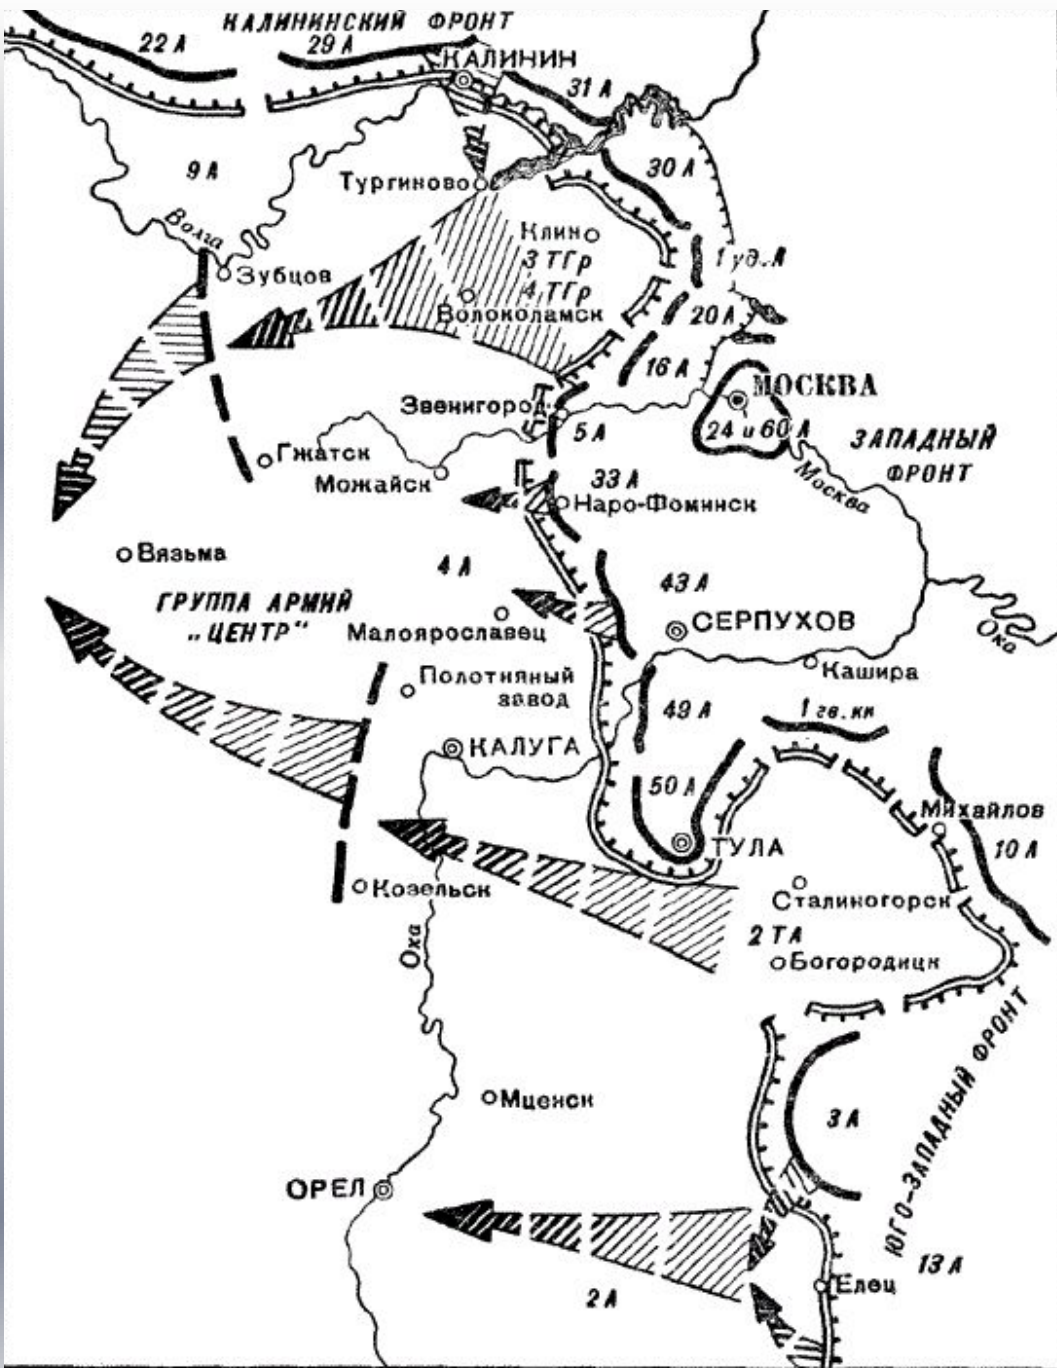 КАЛИНИНСКИЙ ФРОНТ
22 А
29 А
КАЛИНИН
31 А
9 А
Тургиново
30 А
Волга
Клин
3 ТГр
1 уд. А
Зубцов
4 ТГр
Волоколамск
20 А
16 А
МОСКВА
Звенигород
5 А
24 и 60 А
ЗАПАДНЫЙ
ФРОНТ
Гжатск
Можайск
33 А
Москва
Наро-Фоминск
Вязьма
4 А
43 А
ГРУППА АРМИЙ
„ЦЕНТР"
Малоярославец
СЕРПУХОВ
Ока
Кашира
Полотняный
завод
49 А
1 гв. кк
КАЛУГА
50 А
Михайлов
ТУЛА
10 А
Козельск
Сталиногорск
2 ТА
Ока
Богородицк
ЮГО-ЗАПАДНЫЙ ФРОНТ
Мценск
3 А
ОРЕЛ
13 А
Елец
2 А